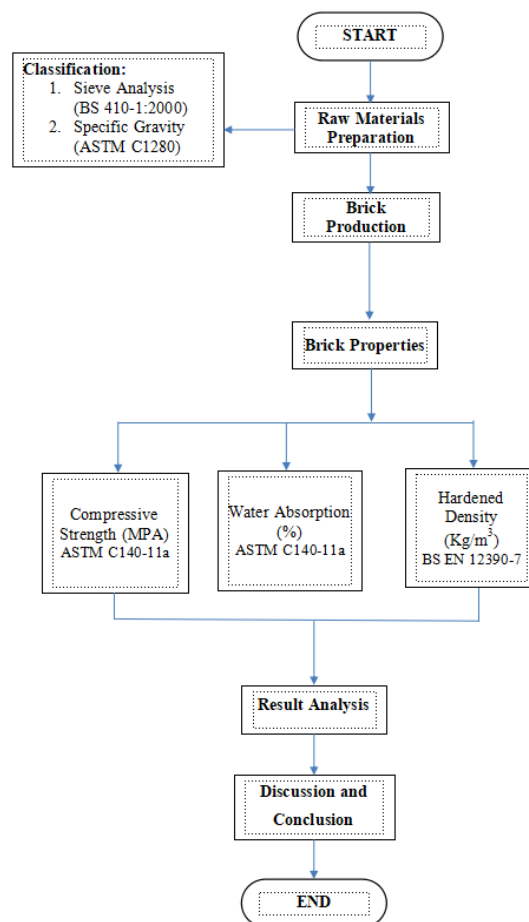 START
Classification:
1. Sieve Analysis
(BS 410-1:2000)
2. Specific Gravity
(ASTM C1280)
Raw Materials
Preparation
Brick
Production
Brick Properties
Compressive
Strength (MPA)
ASTM C140-11a
Water Absorption
(%)
ASTM C140-11a
Hardened
Density
(Kg/m³)
BS EN 12390-7
Result Analysis
Discussion and
Conclusion
END